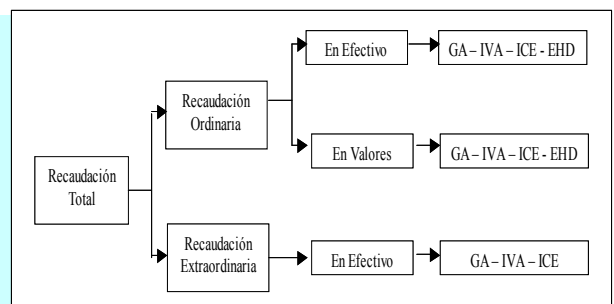 En Efectivo
GA – IVA – ICE - EHD
Recaudación
Ordinaria
En Valores
GA – IVA – ICE - EHD
Recaudación
Total
Recaudación
Extraordinaria
En Efectivo
GA – IVA – ICE